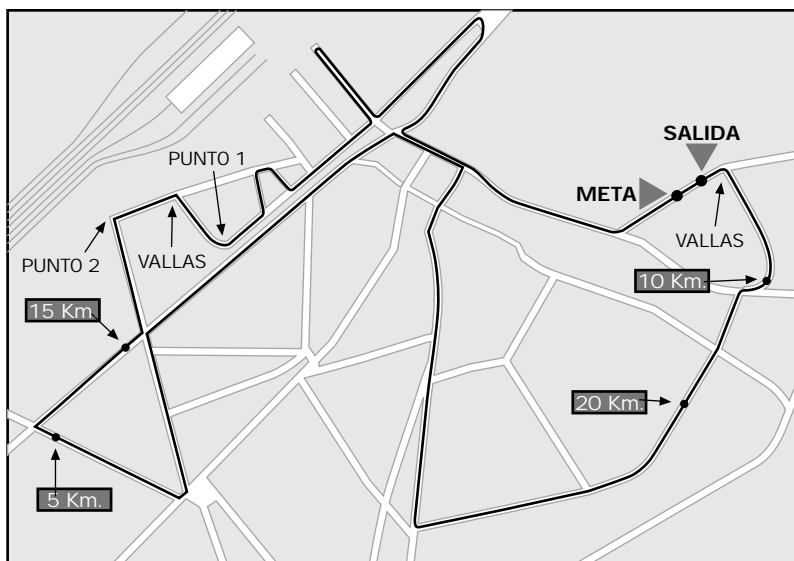 SALIDA
PUNTO 1
META
VALLAS
PUNTO 2
VALLAS
10 Km.
15 Km.
20 Km.
5 Km.